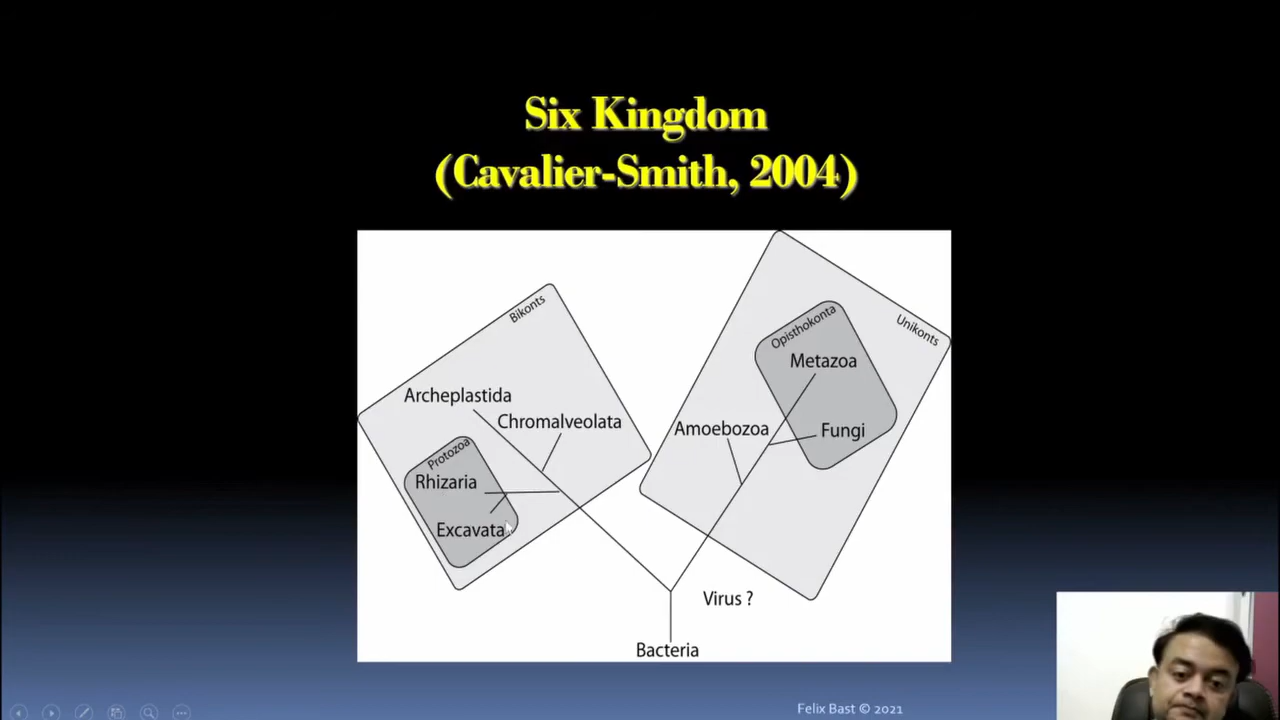 Six Kingdom
(Cavalier-Smith, 2004)
Bikonts
Archeplastida
Chromalveolata
Protozoa
Rhizaria
Excavata
Unikonts
Opisthokonta
Metazoa
Amoebozoa
Fungi
Virus ?
Bacteria
Felix Bast © 2021